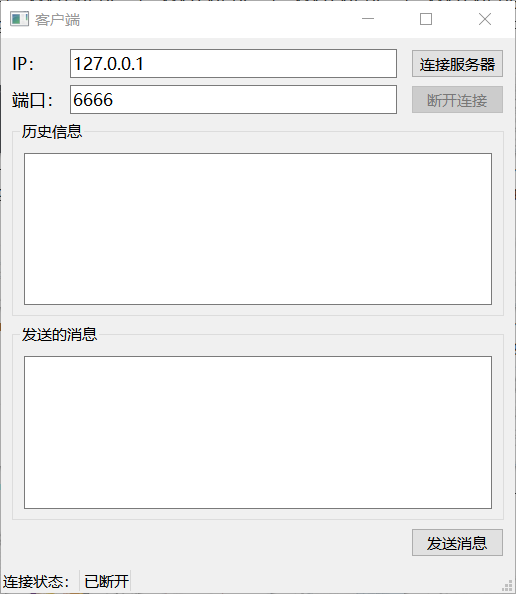 客户端
IP： 127.0.0.1 连接服务器
端口： 6666 断开连接
历史信息
发送的消息
发送消息
连接状态： 已断开